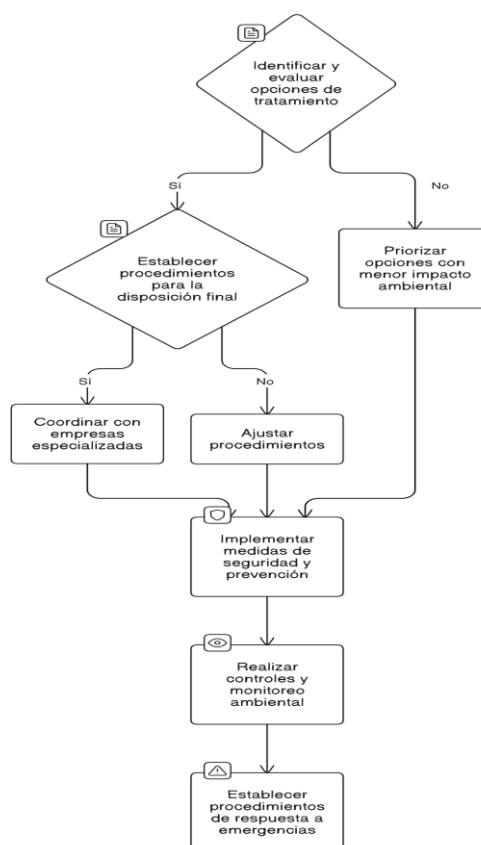 Identificar y
evaluar
opciones de
tratamiento
Sí
No
Establecer
procedimientos
para la
disposición final
Priorizar
opciones con
menor impacto
ambiental
Sí
No
Coordinar con
empresas
especializadas
Ajustar
procedimientos
Implementar
medidas de
seguridad y
prevención
Realizar
controles y
monitoreo
ambiental
Establecer
procedimientos
de respuesta a
emergencias